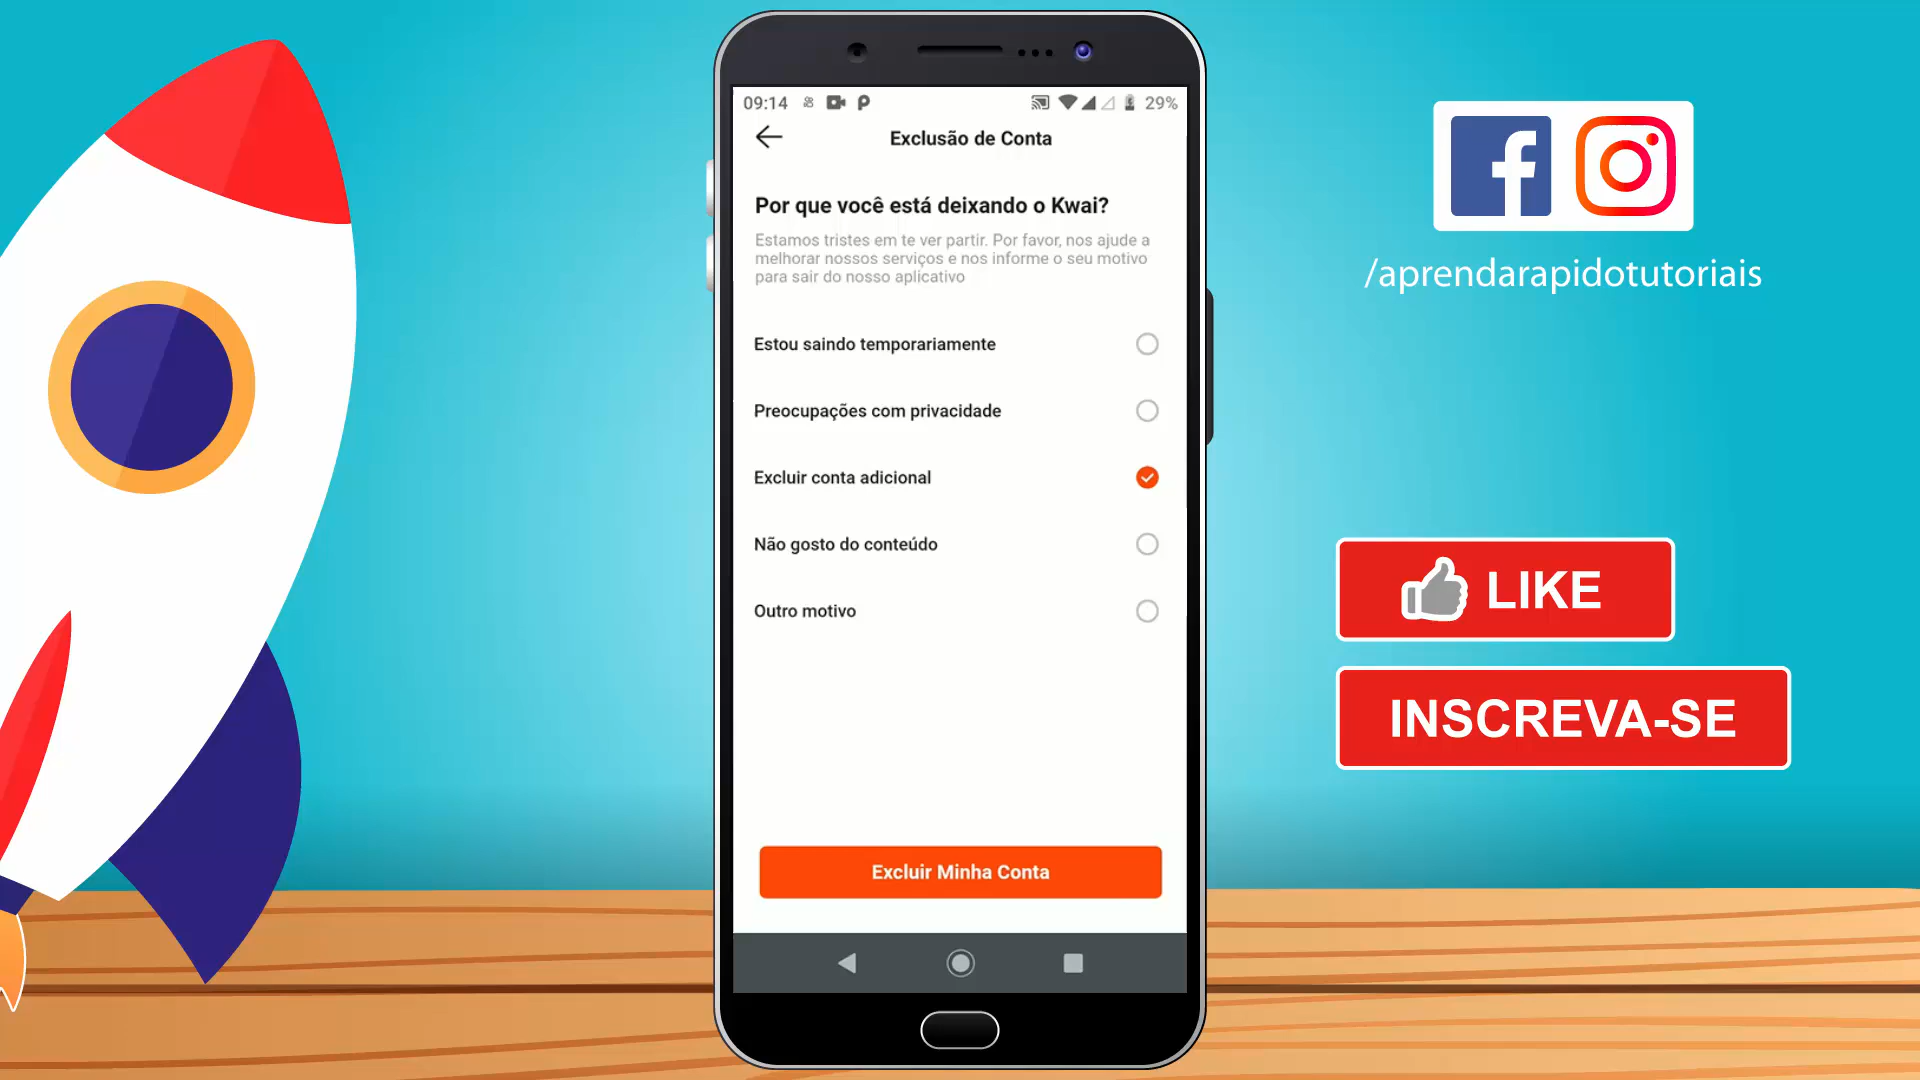 09:14
29%
Exclusão de Conta
Por que você está deixando o Kwai?
Estamos tristes em te ver partir. Por favor, nos ajude a
melhorar nossos serviços e nos informe o seu motivo
para sair do nosso aplicativo
Estou saindo temporariamente
Preocupações com privacidade
Excluir conta adicional
Não gosto do conteúdo
Outro motivo
Excluir Minha Conta
/aprendarapidotutoriais
LIKE
INSCREVA-SE